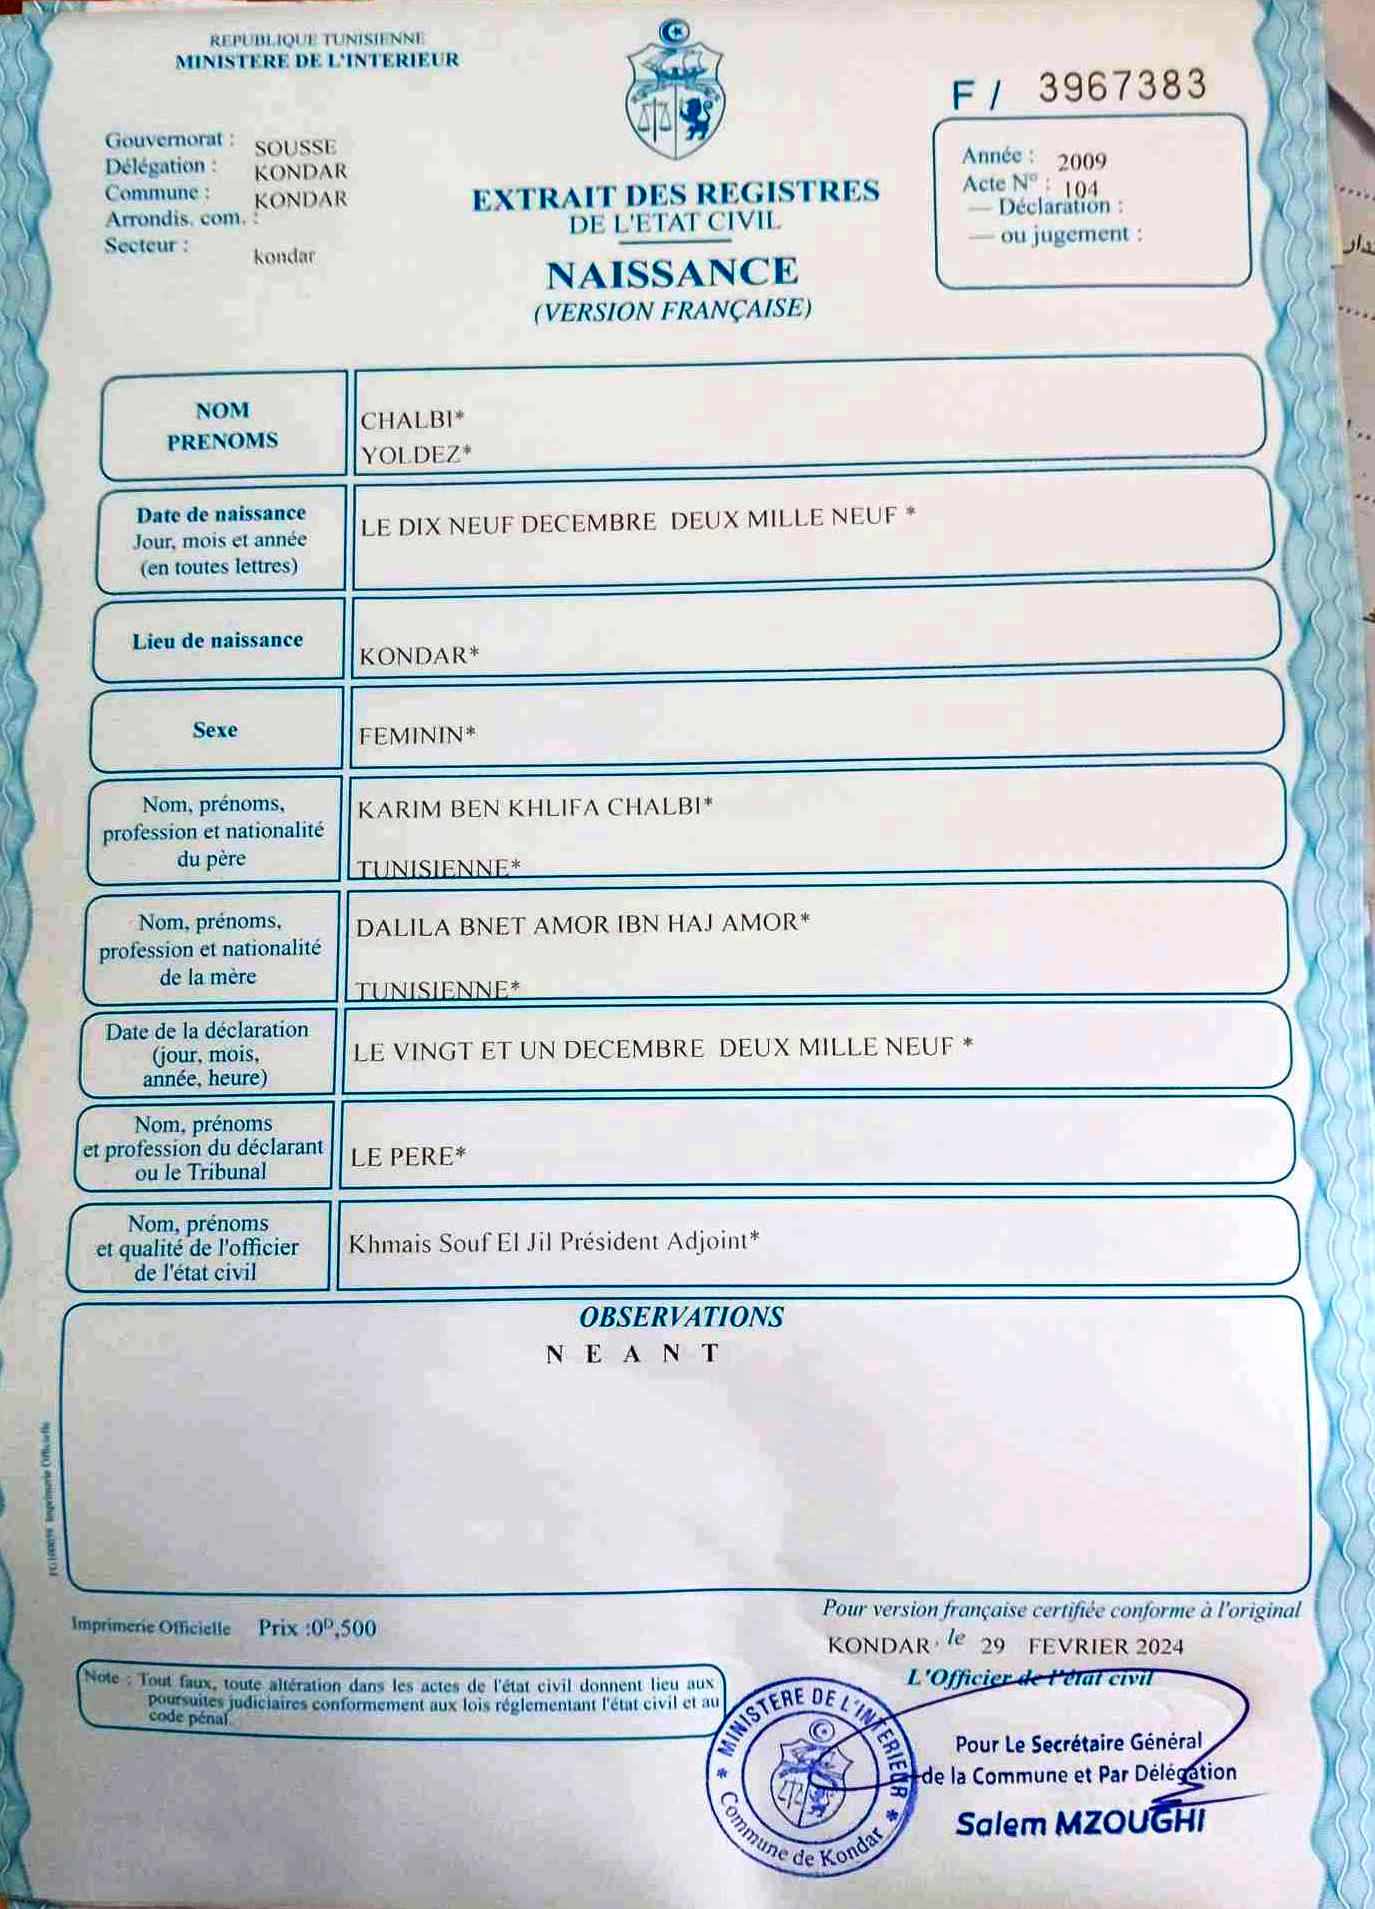 REPUBLIQUE TUNISIENNE
MINISTERE DE L'INTERIEUR
Gouvernorat : SOUSSE
Délégation : KONDAR
Commune : KONDAR
Arrondis. com. :
Secteur : kondar
EXTRAIT DES REGISTRES
DE L'ETAT CIVIL
NAISSANCE
(VERSION FRANÇAISE)
F / 3967383
Année : 2009
Acte N° : 104
— Déclaration :
— ou jugement :
NOM
PRENOMS
CHALBI*
YOLDEZ*
Date de naissance
Jour, mois et année
(en toutes lettres)
LE DIX NEUF DECEMBRE DEUX MILLE NEUF *
Lieu de naissance
KONDAR*
Sexe
FEMININ*
Nom, prénoms,
profession et nationalité
du père
KARIM BEN KHLIFA CHALBI*
TUNISIENNE*
Nom, prénoms,
profession et nationalité
de la mère
DALILA BNET AMOR IBN HAJ AMOR*
TUNISIENNE*
Date de la déclaration
(jour, mois,
année, heure)
LE VINGT ET UN DECEMBRE DEUX MILLE NEUF *
Nom, prénoms
et profession du déclarant
ou le Tribunal
LE PERE*
Nom, prénoms
et qualité de l'officier
de l'état civil
Khmais Souf El Jil Président Adjoint*
OBSERVATIONS
N E A N T
Imprimerie Officielle
Imprimerie Officielle Prix :0ᴰ,500
Pour version française certifiée conforme à l'original
KONDAR, le 29 FEVRIER 2024
L'Officier de l'état civil
Note : Tout faux, toute altération dans les actes de l'état civil donnent lieu aux
poursuites judiciaires conformement aux lois réglementant l'état civil et au
code pénal.
* MINISTERE DE L'INTERIEUR *
Commune de Kondar
Pour Le Secrétaire Général
de la Commune et Par Délégation
Salem MZOUGHI